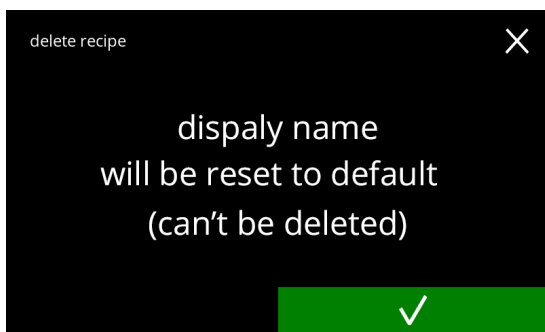 delete recipe
dispaly name
will be reset to default
(can’t be deleted)